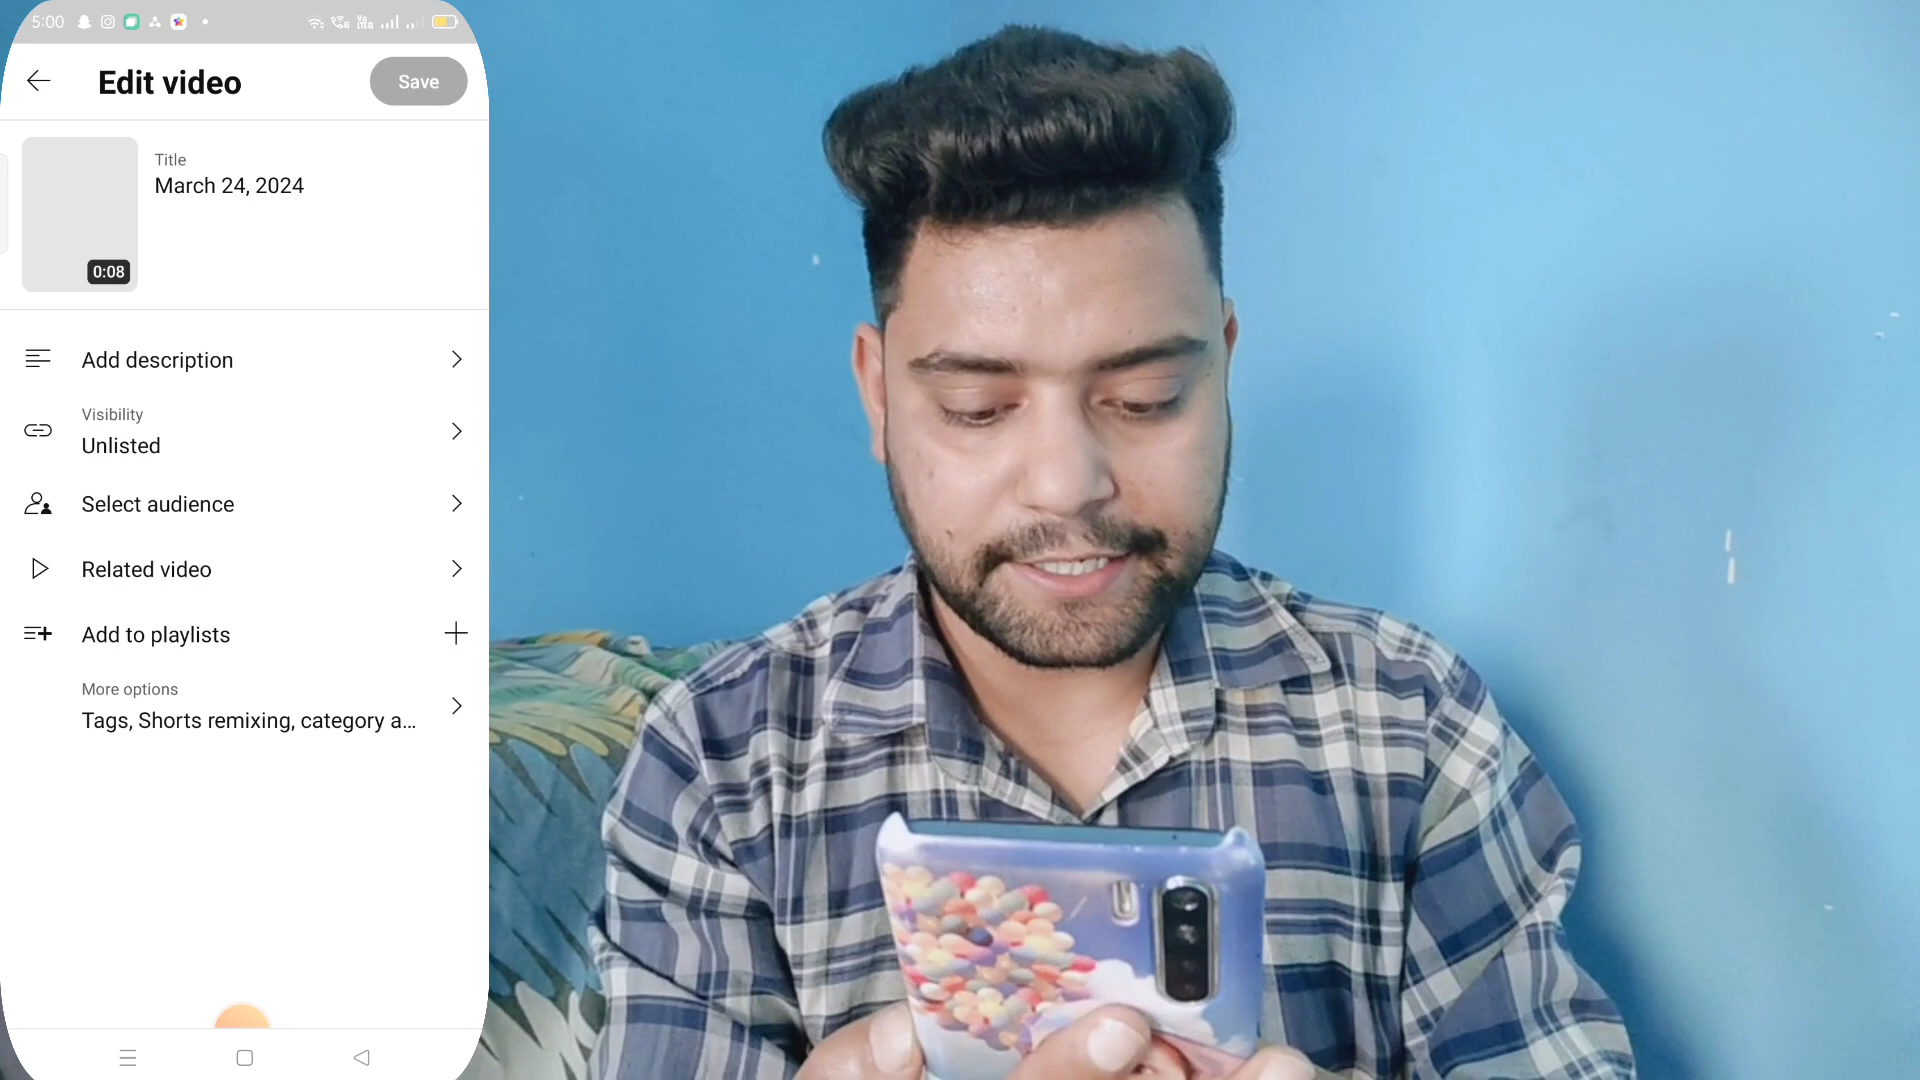 5:00
Edit video
Save
Title
March 24, 2024
0:08
Add description
Visibility
Unlisted
Select audience
Related video
Add to playlists
More options
Tags, Shorts remixing, category a...